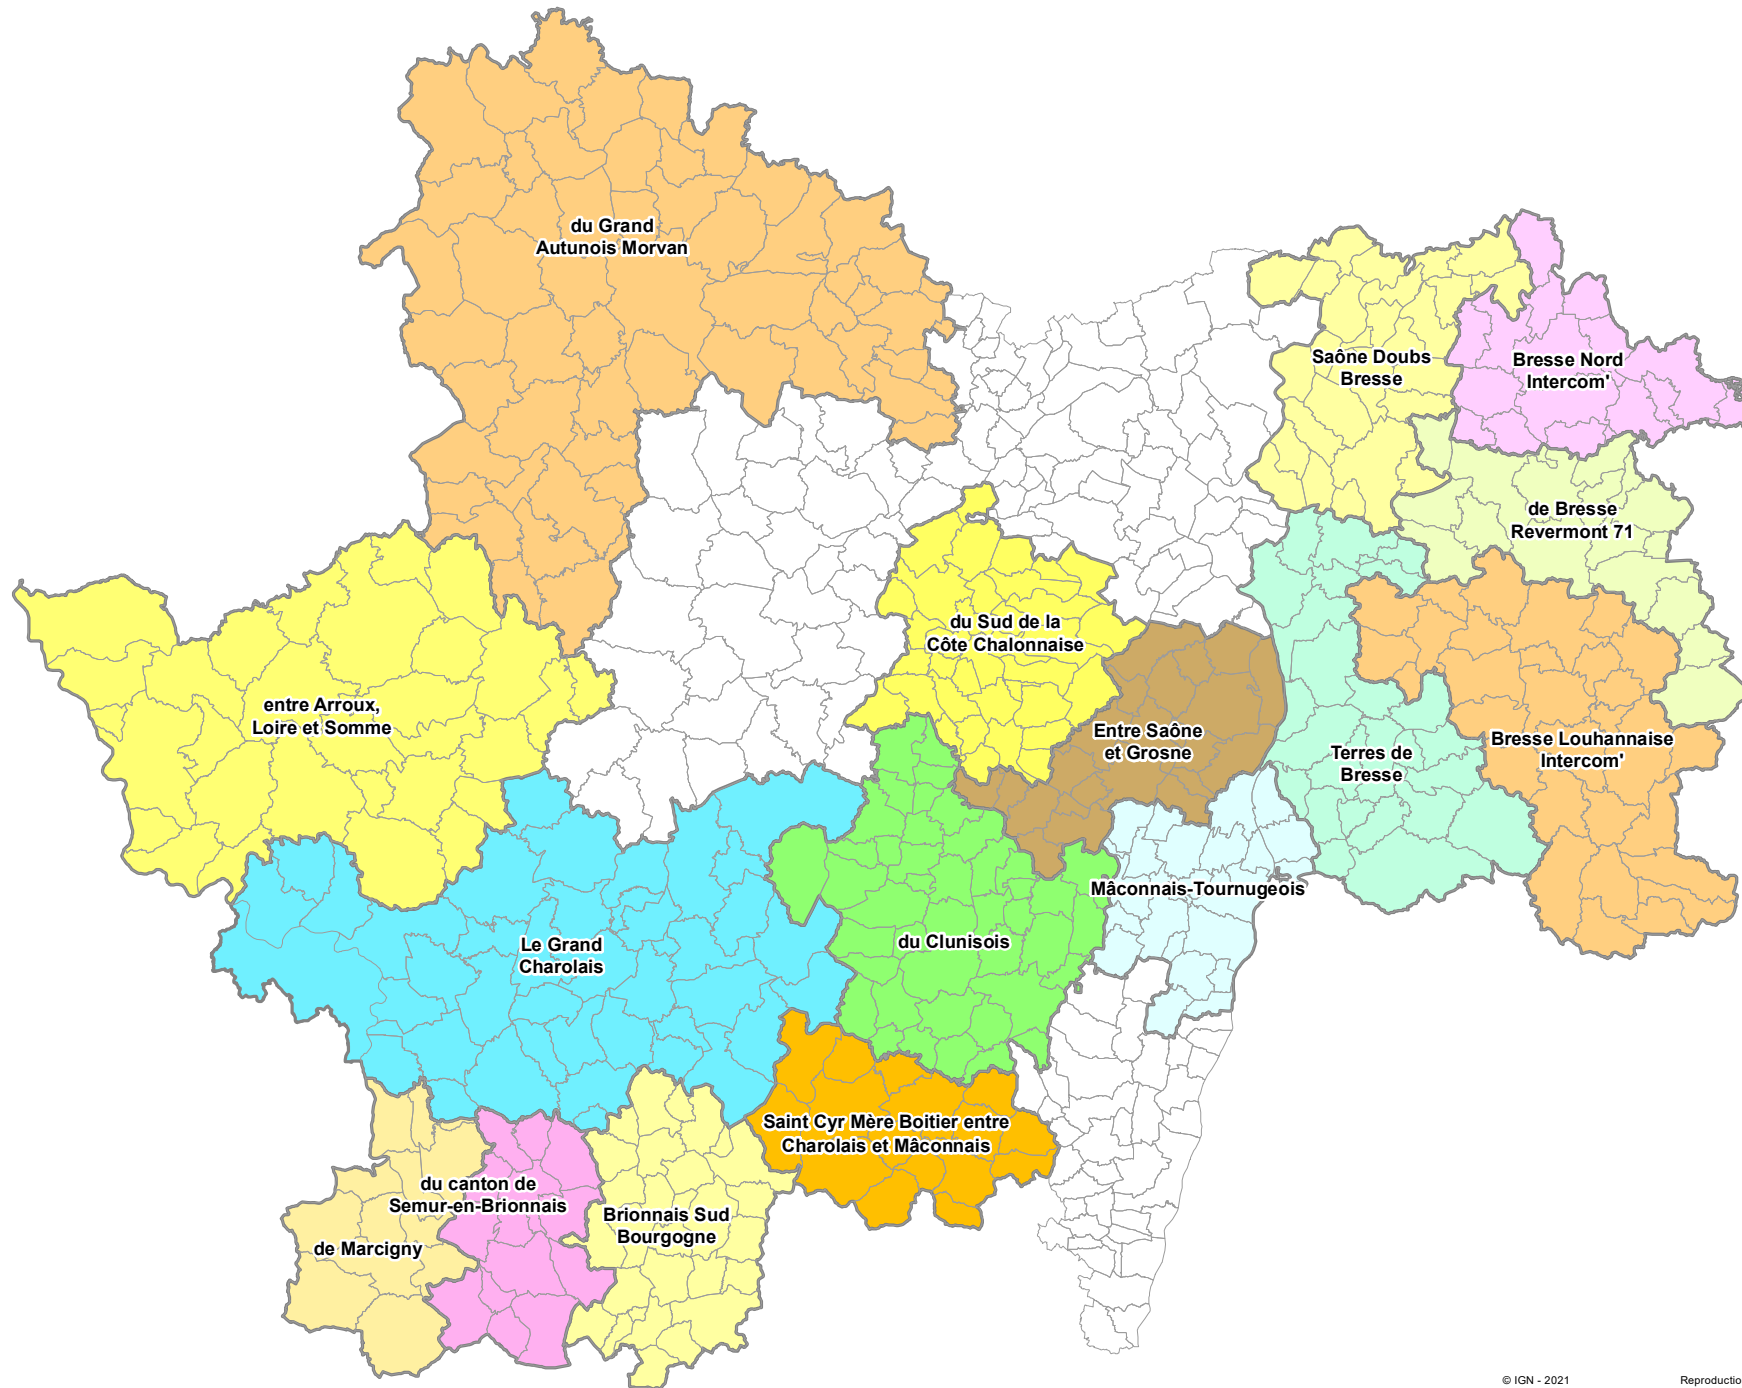 du Grand
Autunois Morvan
Saône Doubs
Bresse
Bresse Nord
Intercom'
de Bresse
Revermont 71
du Sud de la
Côte Chalonnaise
entre Arroux,
Loire et Somme
Entre Saône
et Grosne
Terres de
Bresse
Bresse Louhannaise
Intercom'
Mâconnais-Tournugeois
Le Grand
Charolais
du Clunisois
Saint Cyr Mère Boitier entre
Charolais et Mâconnais
du canton de
Semur-en-Brionnais
Brionnais Sud
Bourgogne
de Marcigny
© IGN - 2021
Reproductio